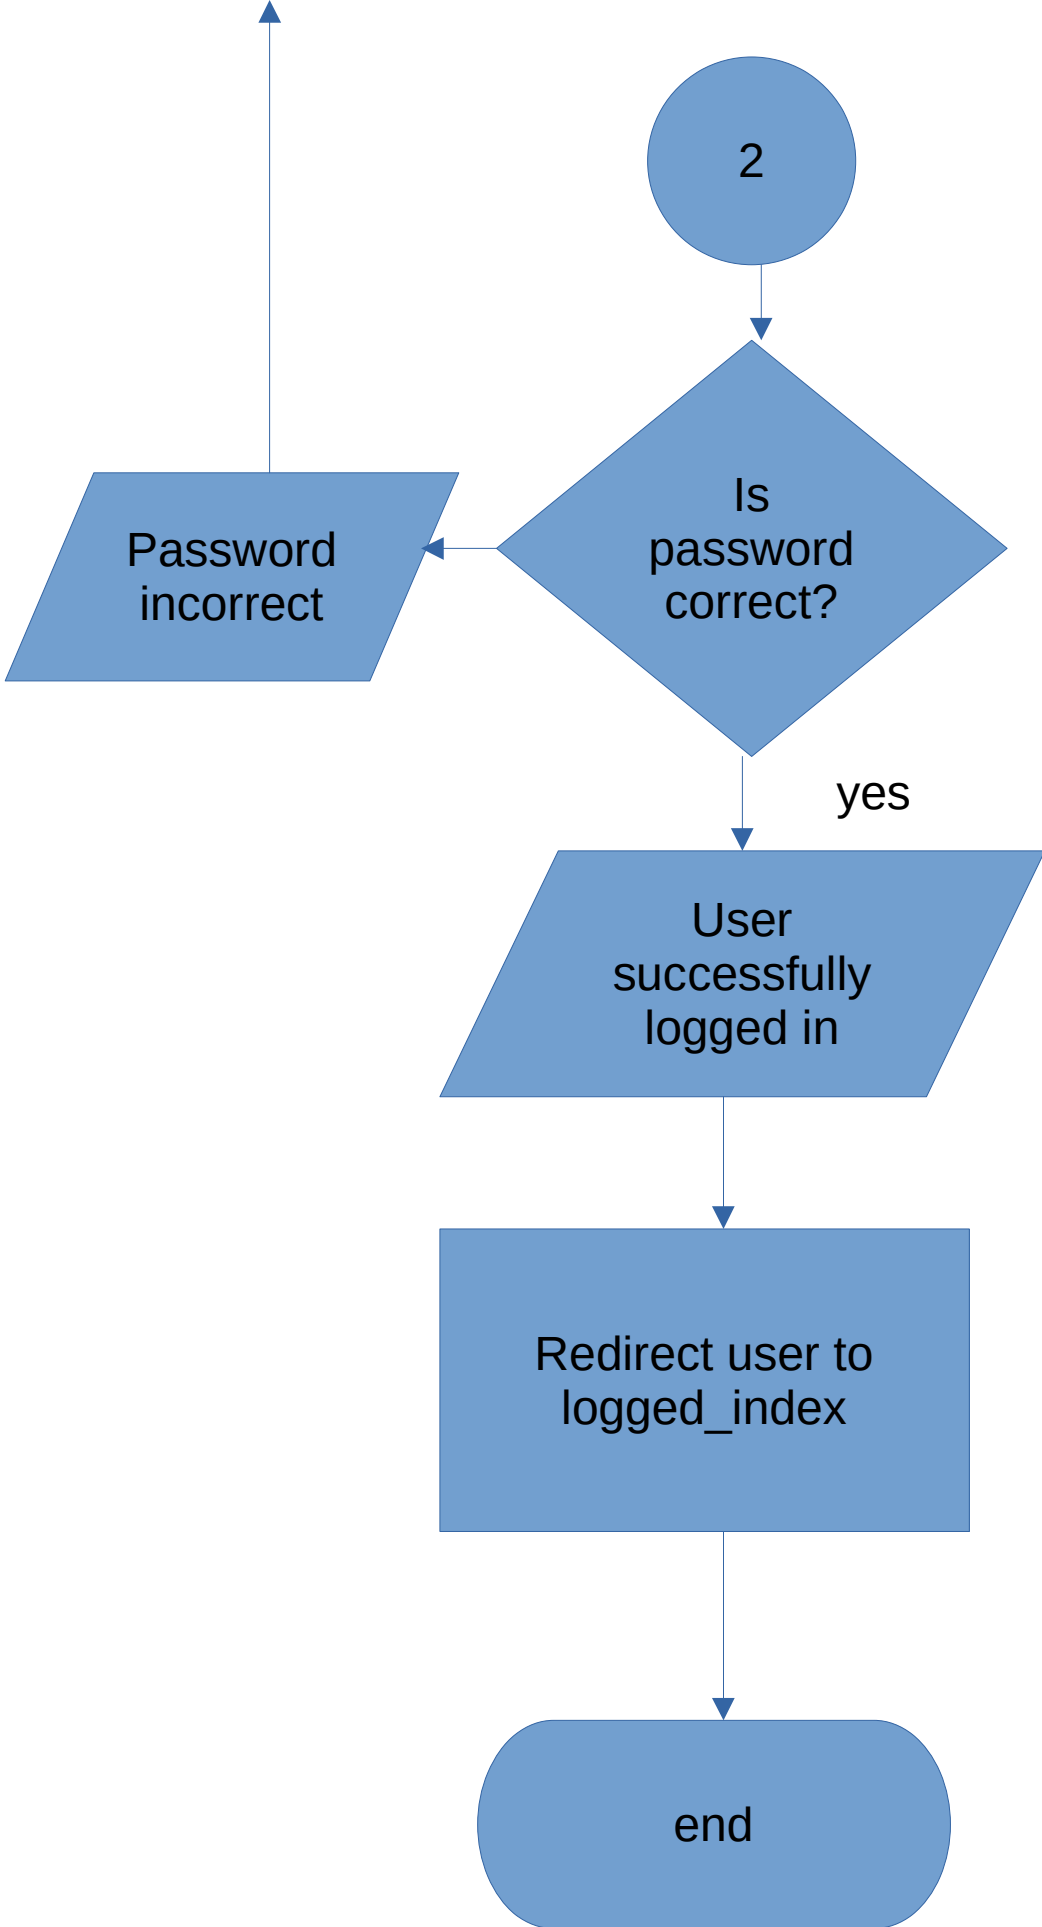 2
Is
password
correct?
Password
incorrect
yes
User
successfully
logged in
Redirect user to
logged_index
end